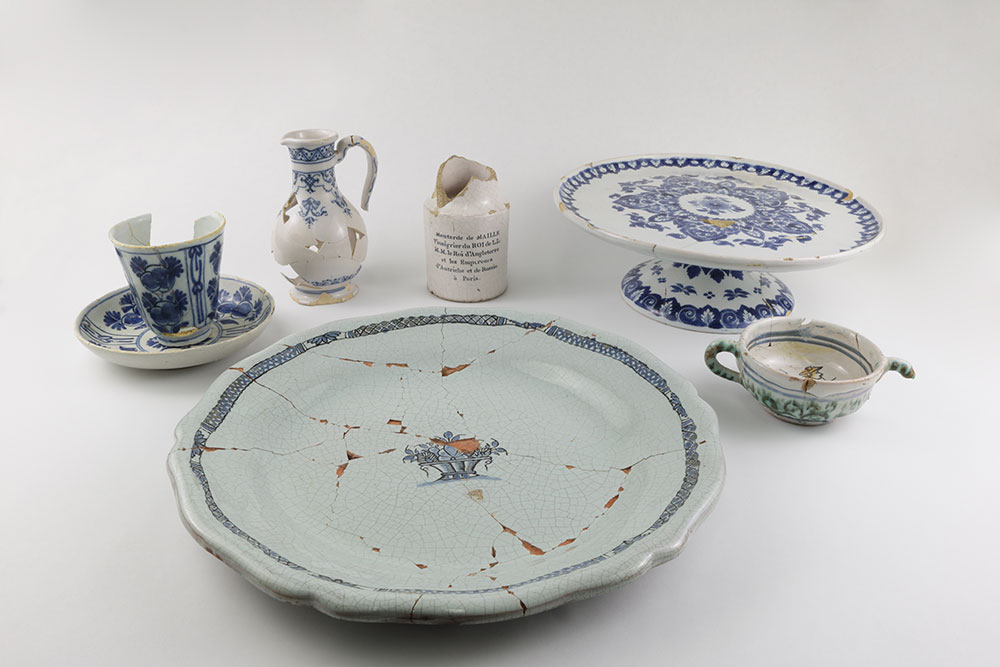 Moutarde de MAILLE
Vinaigrier du ROI de L.L.
M.M. le Roi d'Angleterre
et les Empereurs
d'Autriche et de Russie
à Paris.